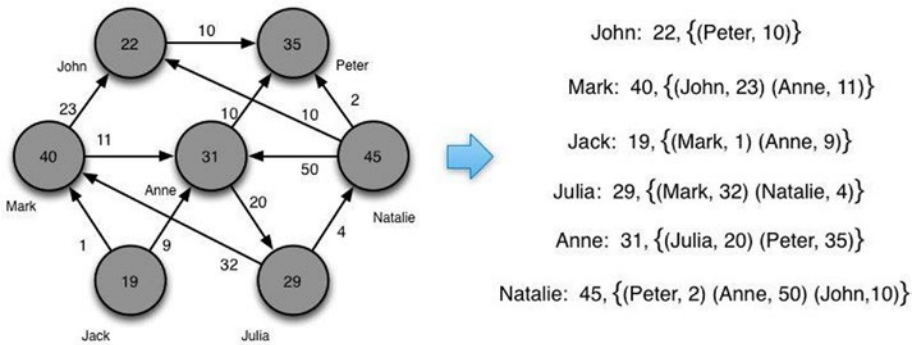 10
22
35
John
Peter
23
10
10
2
11
40
31
45
50
Mark
Anne
20
Natalie
1
9
32
4
19
29
Jack
Julia
John: 22, {(Peter, 10)}
Mark: 40, {(John, 23) (Anne, 11)}
Jack: 19, {(Mark, 1) (Anne, 9)}
Julia: 29, {(Mark, 32) (Natalie, 4)}
Anne: 31, {(Julia, 20) (Peter, 35)}
Natalie: 45, {(Peter, 2) (Anne, 50) (John,10)}